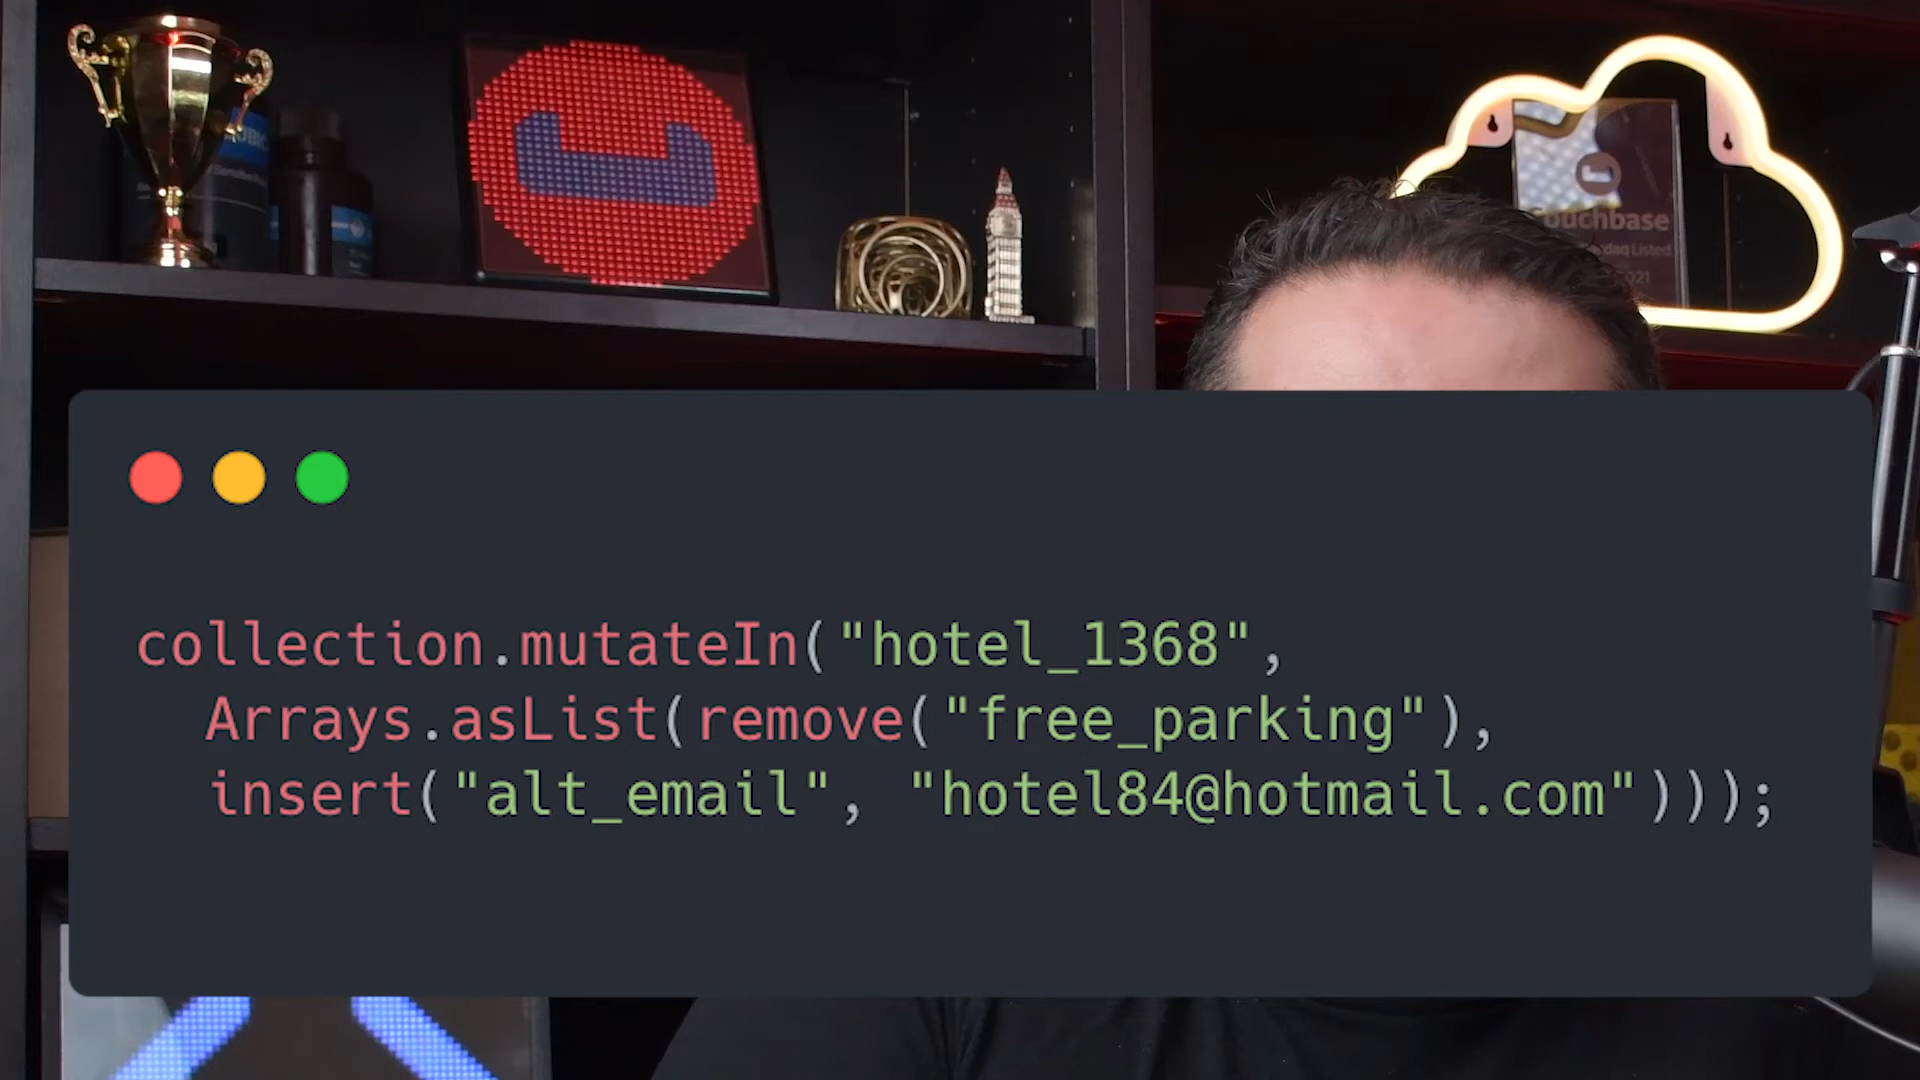 Couchbase
collection.mutateIn("hotel_1368",
Arrays.asList(remove("free_parking"),
insert("alt_email", "hotel84@hotmail.com")));